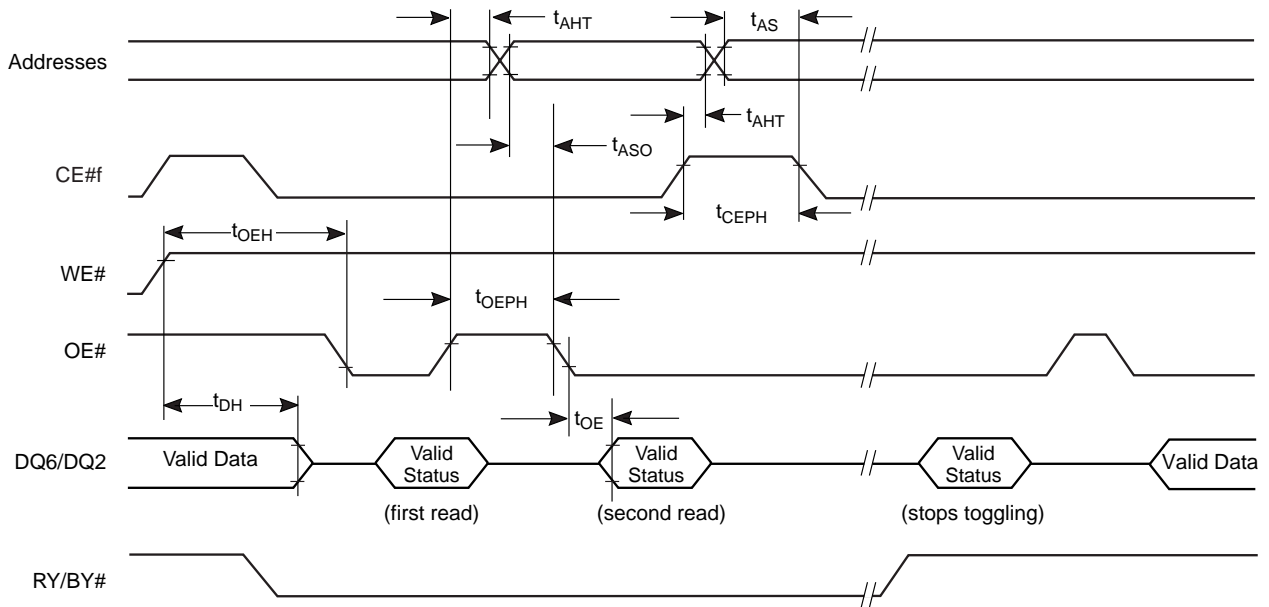 tAHT
tAS
Addresses
tAHT
tASO
CE#f
tCEPH
tOEH
WE#
tOEPH
OE#
tDH
tOE
DQ6/DQ2
Valid Data
Valid
Status
Valid
Status
Valid
Status
Valid Data
(first read)
(second read)
(stops toggling)
RY/BY#